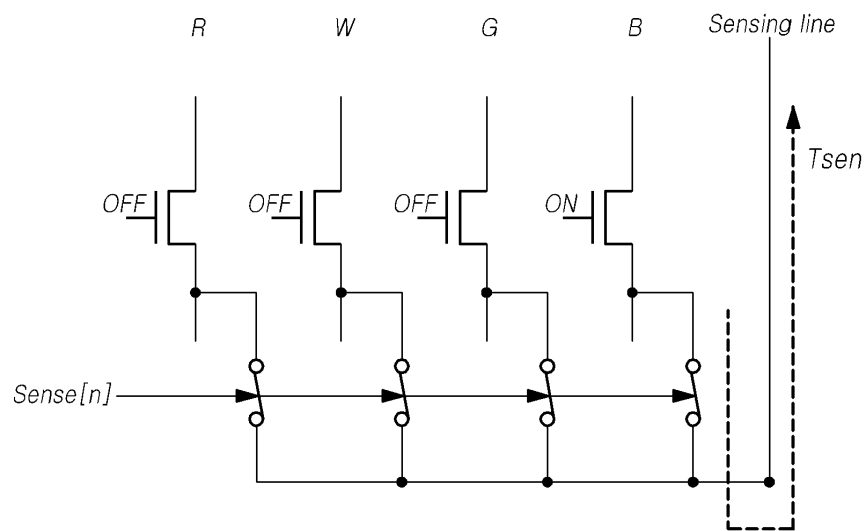 R W G B Sensing line
Tsen
OFF OFF OFF ON
Sense[n]